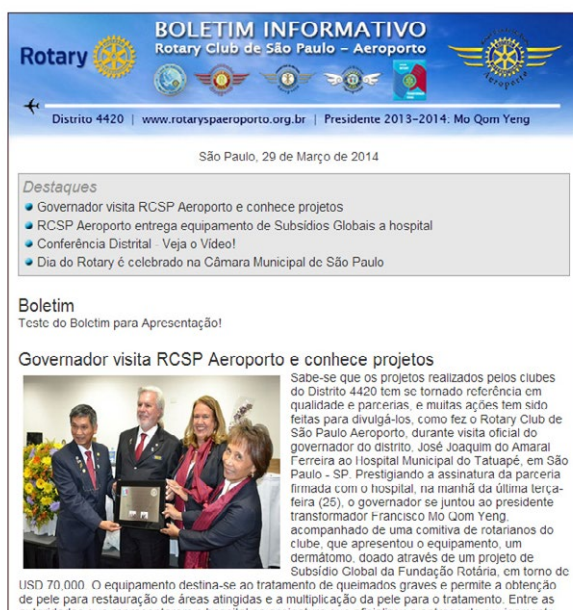 BOLETIM INFORMATIVO
Rotary Club de São Paulo - Aeroporto
Rotary
Aeroporto
Distrito 4420 | www.rotaryspaeroporto.org.br | Presidente 2013-2014: Mo Qom Yeng
São Paulo, 29 de Março de 2014
Destaques
Governador visita RCSP Aeroporto e conhece projetos
RCSP Aeroporto entrega equipamento de Subsídios Globais a hospital
Conferência Distrital - Veja o Vídeo!
Dia do Rotary é celebrado na Câmara Municipal de São Paulo
Boletim
Teste do Boletim para Apresentação!
Governador visita RCSP Aeroporto e conhece projetos
Sabe-se que os projetos realizados pelos clubes
do Distrito 4420 tem se tornado referência em
qualidade e parcerias, e muitas ações tem sido
feitas para divulgá-los, como fez o Rotary Club de
São Paulo Aeroporto, durante visita oficial do
governador do distrito, José Joaquim do Amaral
Ferreira ao Hospital Municipal do Tatuapé, em São
Paulo - SP. Prestigiando a assinatura da parceria
firmada com o hospital, na manhã da última terça-
feira (25), o governador se juntou ao presidente
transformador Francisco Mo Qom Yeng,
acompanhado de uma comitiva de rotarianos do
clube, que apresentou o equipamento, um
dermátomo, doado através de um projeto de
Subsídio Global da Fundação Rotária, em torno de
USD 70,000. O equipamento destina-se ao tratamento de queimados graves e permite a obtenção
de pele para restauração de áreas atingidas e a multiplicação da pele para o tratamento. Entre as